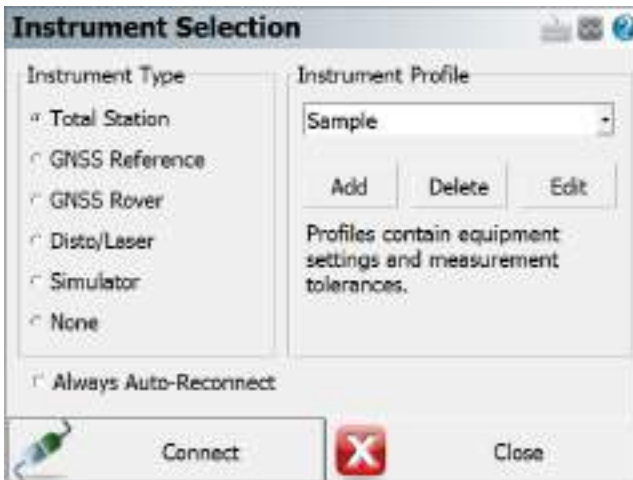 Instrument Selection
Instrument Type
Total Station
GNSS Reference
GNSS Rover
Disto/Laser
Simulator
None
Instrument Profile
Sample
Add
Delete
Edit
Profiles contain equipment
settings and measurement
tolerances.
Always Auto-Reconnect
Connect
Close